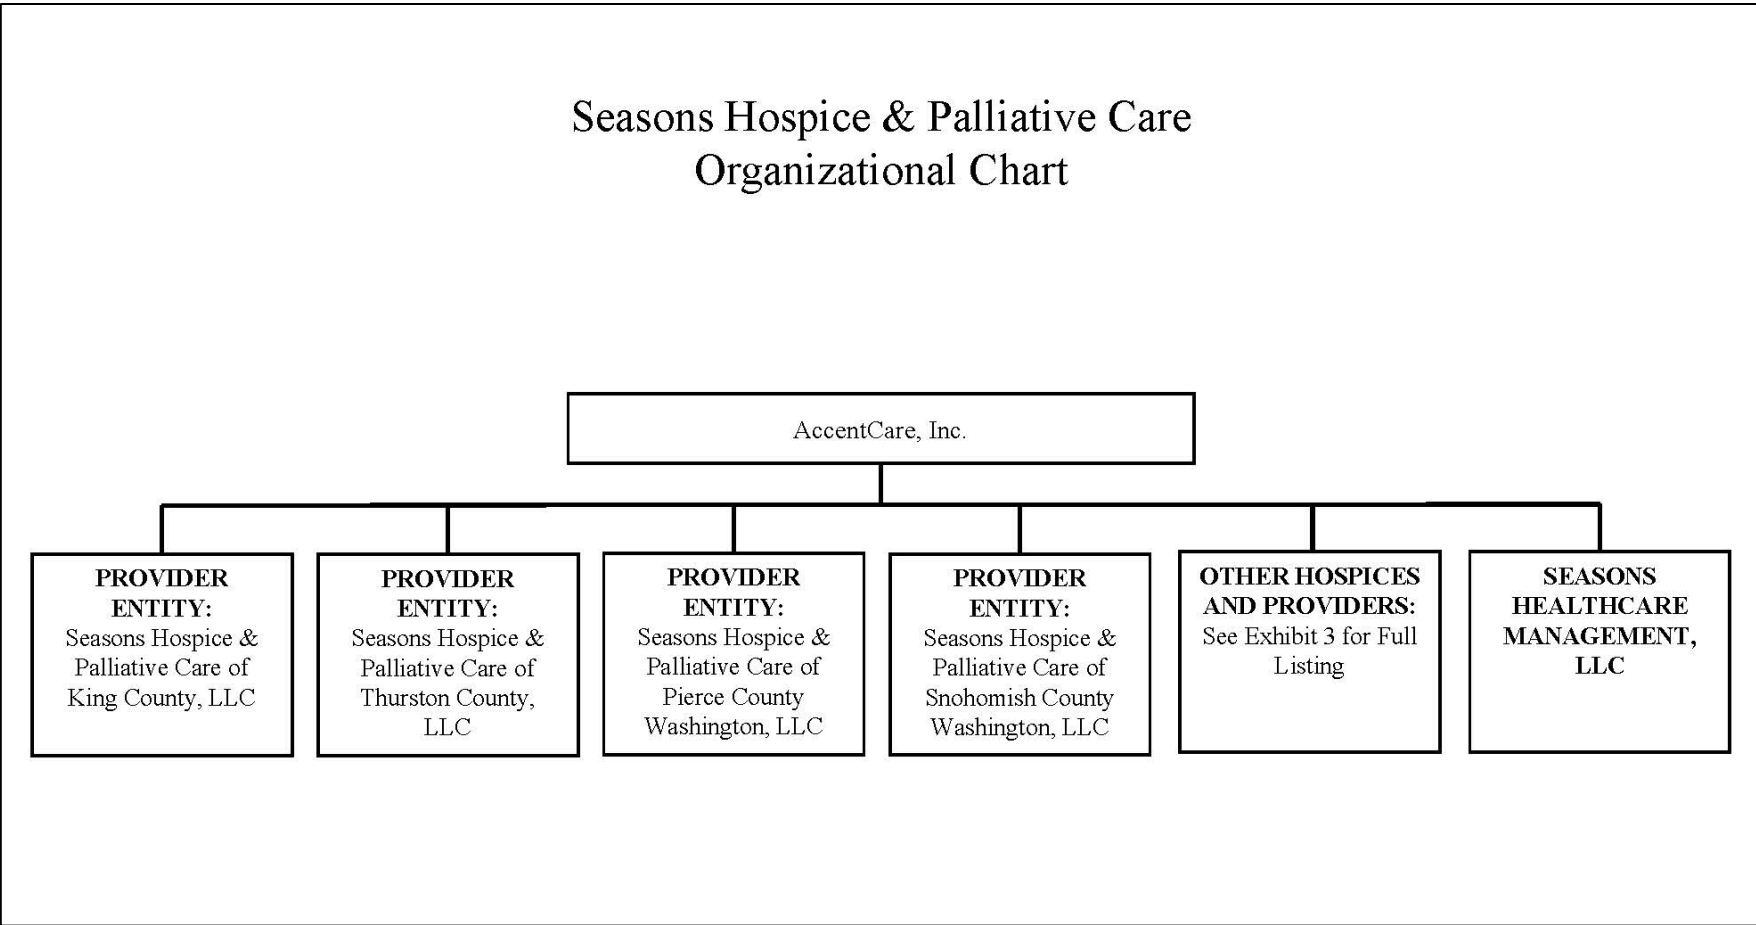 Seasons Hospice & Palliative Care
Organizational Chart
AccentCare, Inc.
PROVIDER
ENTITY:
Seasons Hospice &
Palliative Care of
King County, LLC
PROVIDER
ENTITY:
Seasons Hospice &
Palliative Care of
Thurston County,
LLC
PROVIDER
ENTITY:
Seasons Hospice &
Palliative Care of
Pierce County
Washington, LLC
PROVIDER
ENTITY:
Seasons Hospice &
Palliative Care of
Snohomish County
Washington, LLC
OTHER HOSPICES
AND PROVIDERS:
See Exhibit 3 for Full
Listing
SEASONS
HEALTHCARE
MANAGEMENT,
LLC